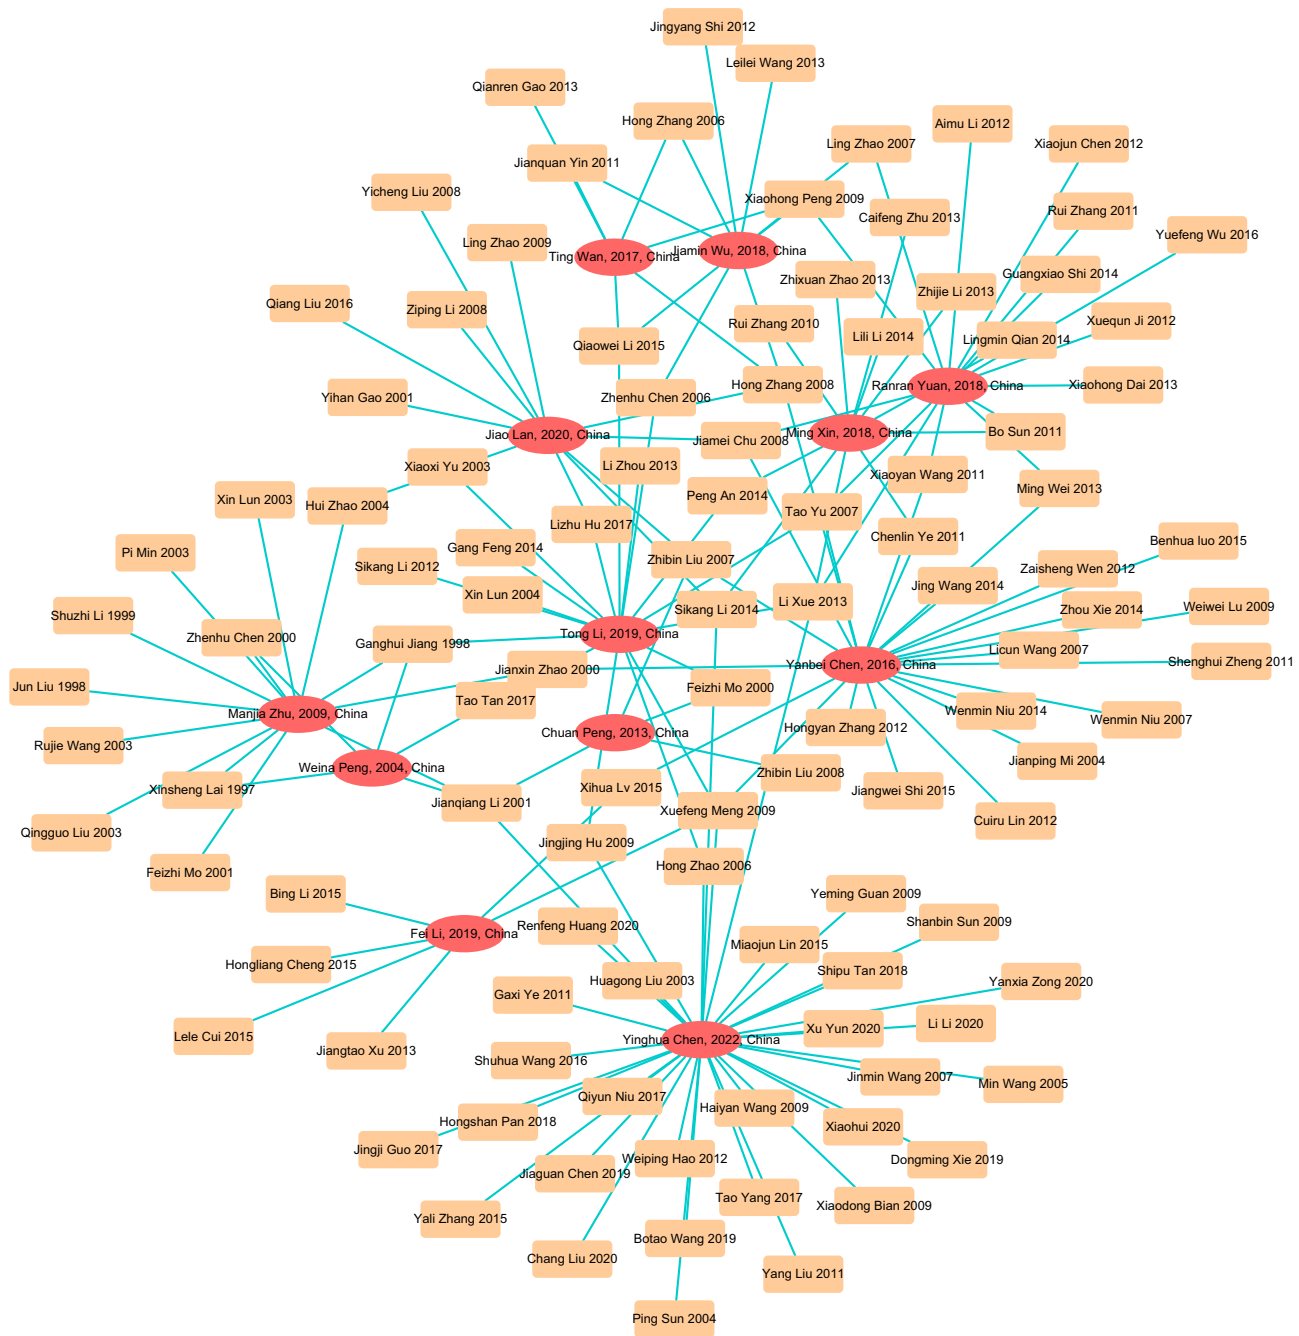 Jingyang Shi 2012
Leilei Wang 2013
Qianren Gao 2013
Hong Zhang 2006
Aimu Li 2012
Ling Zhao 2007
Xiaojun Chen 2012
Jianquan Yin 2011
Yicheng Liu 2008
Xiaohong Peng 2009
Caifeng Zhu 2013
Rui Zhang 2011
Yuefeng Wu 2016
Ling Zhao 2009
Ting Wan, 2017, China
Jiamin Wu, 2018, China
Guangxiao Shi 2014
Zhixuan Zhao 2013
Zhijie Li 2013
Qiang Liu 2016
Ziping Li 2008
Rui Zhang 2010
Xuequn Ji 2012
Lili Li 2014
Lingmin Qian 2014
Qiaowei Li 2015
Hong Zhang 2008
Ranran Yuan, 2018, China
Xiaohong Dai 2013
Yihan Gao 2001
Zhenhu Chen 2006
Jiao Lan, 2020, China
Jiamei Chu 2008
Ming Xin, 2018, China
Bo Sun 2011
Xiaoxi Yu 2003
Li Zhou 2013
Xiaoyan Wang 2011
Ming Wei 2013
Xin Lun 2003
Hui Zhao 2004
Peng An 2014
Lizhu Hu 2017
Tao Yu 2007
Chenlin Ye 2011
Benhua luo 2015
Pi Min 2003
Gang Feng 2014
Sikang Li 2012
Zhibin Liu 2007
Zaisheng Wen 2012
Jing Wang 2014
Xin Lun 2004
Shuzhi Li 1999
Sikang Li 2014
Li Xue 2013
Zhou Xie 2014
Weiwei Lu 2009
Zhenhu Chen 2000
Ganghui Jiang 1998
Tong Li, 2019, China
Licun Wang 2007
Shenghui Zheng 2011
Jianxin Zhao 2000
Yanbei Chen, 2016, China
Jun Liu 1998
Feizhi Mo 2000
Tao Tan 2017
Manjia Zhu, 2009, China
Wenmin Niu 2014
Wenmin Niu 2007
Rujie Wang 2003
Chuan Peng, 2013, China
Hongyan Zhang 2012
Jianping Mi 2004
Weina Peng, 2004, China
Zhibin Liu 2008
Xinsheng Lai 1997
Xihua Lv 2015
Jiangwei Shi 2015
Jianqiang Li 2001
Xuefeng Meng 2009
Cuiru Lin 2012
Qingguo Liu 2003
Jingjing Hu 2009
Feizhi Mo 2001
Hong Zhao 2006
Bing Li 2015
Yeming Guan 2009
Shanbin Sun 2009
Renfeng Huang 2020
Fei Li, 2019, China
Miaojun Lin 2015
Hongliang Cheng 2015
Shipu Tan 2018
Huagong Liu 2003
Yanxia Zong 2020
Gaxi Ye 2011
Lele Cui 2015
Xu Yun 2020
Li Li 2020
Jiangtao Xu 2013
Yinghua Chen, 2022, China
Shuhua Wang 2016
Jinmin Wang 2007
Min Wang 2005
Qiyun Niu 2017
Haiyan Wang 2009
Hongshan Pan 2018
Xiaohui 2020
Jingji Guo 2017
Weiping Hao 2012
Dongming Xie 2019
Jiaguan Chen 2019
Tao Yang 2017
Xiaodong Bian 2009
Yali Zhang 2015
Botao Wang 2019
Chang Liu 2020
Yang Liu 2011
Ping Sun 2004